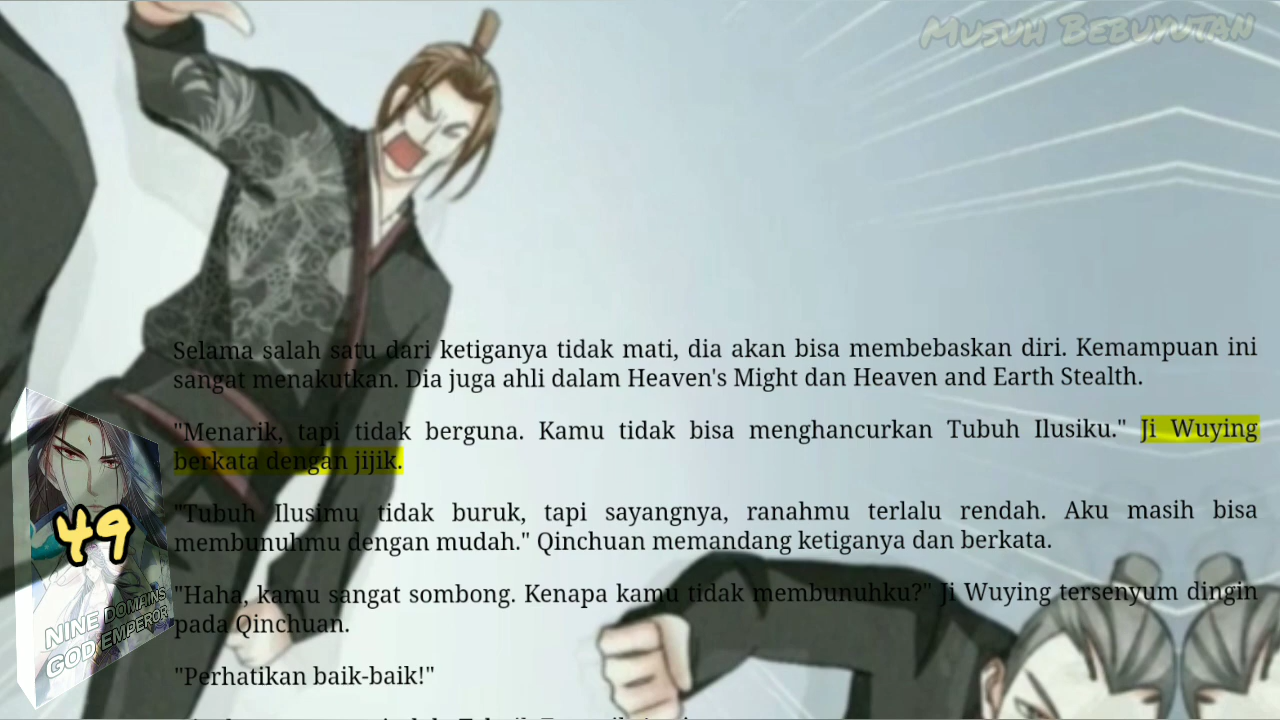 Musuh Bebuyutan
Selama salah satu dari ketiganya tidak mati, dia akan bisa membebaskan diri. Kemampuan ini
sangat menakutkan. Dia juga ahli dalam Heaven's Might dan Heaven and Earth Stealth.
"Menarik, tapi tidak berguna. Kamu tidak bisa menghancurkan Tubuh Ilusiku." Ji Wuying
berkata dengan jijik.
"Tubuh Ilusimu tidak buruk, tapi sayangnya, ranahmu terlalu rendah. Aku masih bisa
membunuhmu dengan mudah." Qinchuan memandang ketiganya dan berkata.
"Haha, kamu sangat sombong. Kenapa kamu tidak membunuhku?" Ji Wuying tersenyum dingin
pada Qinchuan.
"Perhatikan baik-baik!"
49
NINE DOMAINS
GOD EMPEROR